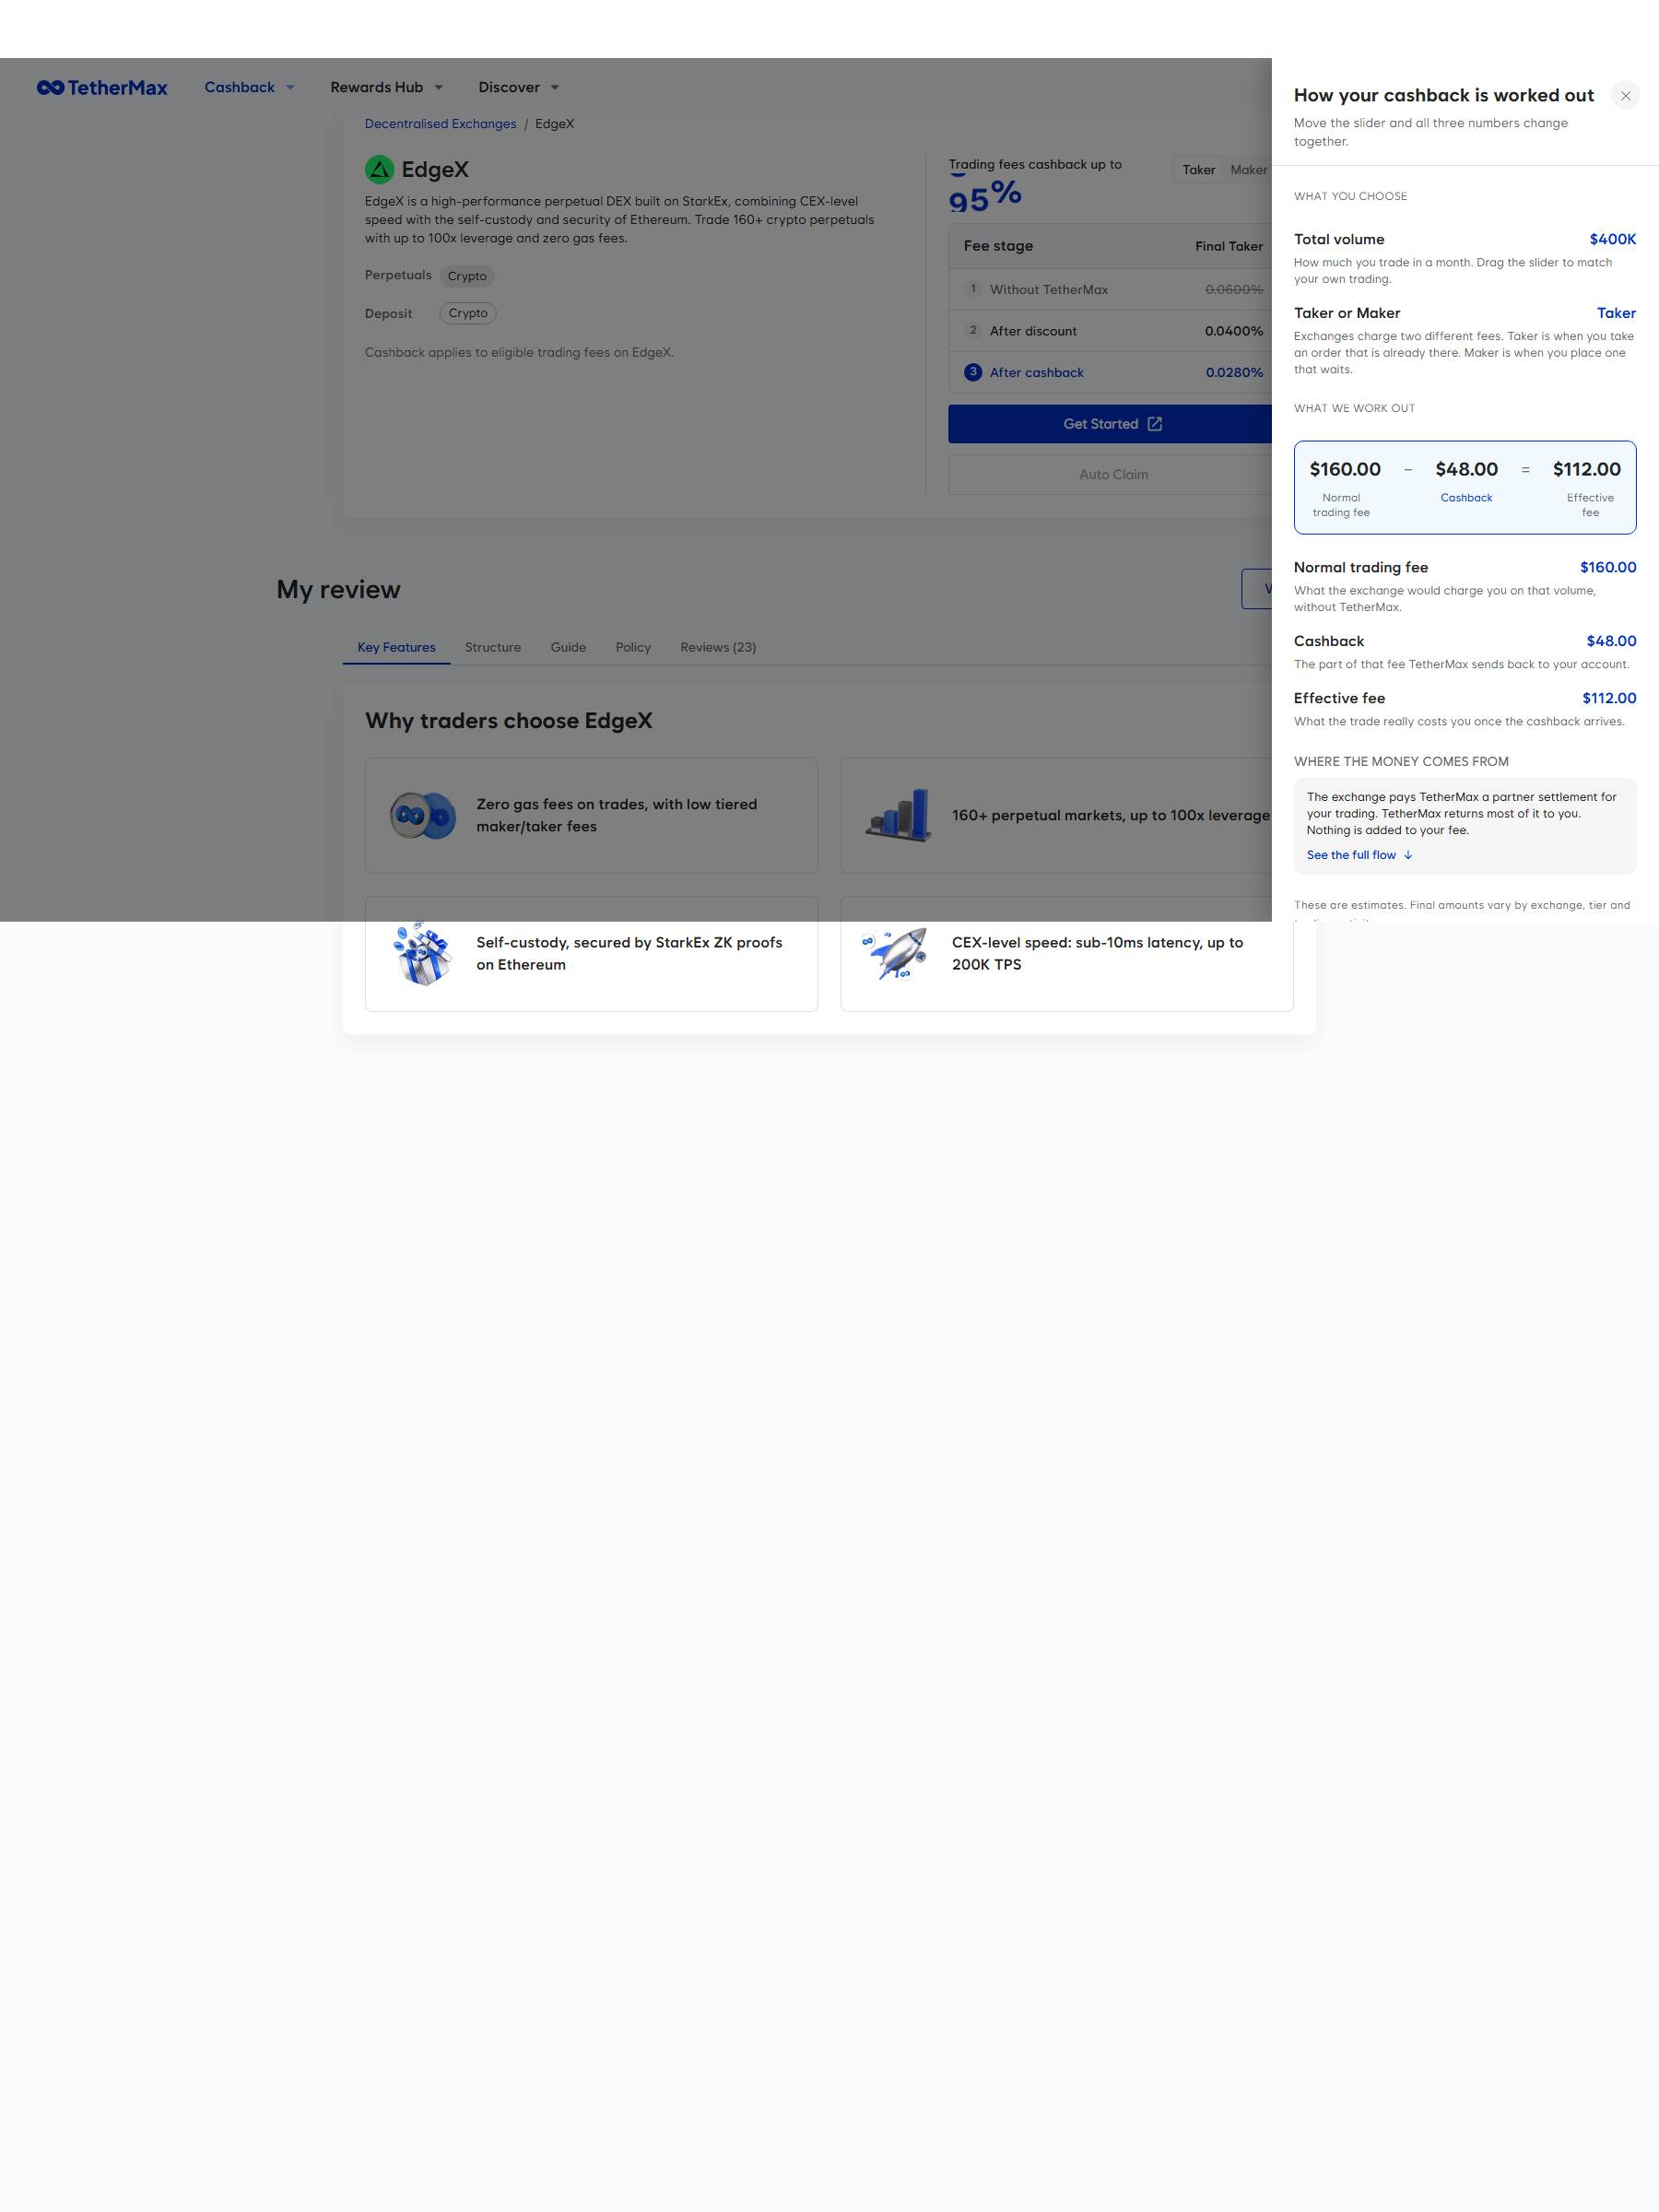 TetherMax
Cashback
Rewards Hub
Discover
Decentralised Exchanges / EdgeX
EdgeX
EdgeX is a high-performance perpetual DEX built on StarkEx, combining CEX-level
speed with the self-custody and security of Ethereum. Trade 160+ crypto perpetuals
with up to 100x leverage and zero gas fees.
Perpetuals Crypto
Deposit Crypto
Cashback applies to eligible trading fees on EdgeX.
Trading fees cashback up to
Taker Maker
95%
Fee stage Final Taker
1 Without TetherMax 0.0600%
2 After discount 0.0400%
3 After cashback 0.0280%
Get Started
Auto Claim
My review
Key Features Structure Guide Policy Reviews (23)
Why traders choose EdgeX
Zero gas fees on trades, with low tiered
maker/taker fees
160+ perpetual markets, up to 100x leverage
Self-custody, secured by StarkEx ZK proofs
on Ethereum
CEX-level speed: sub-10ms latency, up to
200K TPS
How your cashback is worked out
Move the slider and all three numbers change
together.
WHAT YOU CHOOSE
Total volume $400K
How much you trade in a month. Drag the slider to match
your own trading.
Taker or Maker Taker
Exchanges charge two different fees. Taker is when you take
an order that is already there. Maker is when you place one
that waits.
WHAT WE WORK OUT
$160.00 – $48.00 = $112.00
Normal
trading fee
Cashback
Effective
fee
Normal trading fee $160.00
What the exchange would charge you on that volume,
without TetherMax.
Cashback $48.00
The part of that fee TetherMax sends back to your account.
Effective fee $112.00
What the trade really costs you once the cashback arrives.
WHERE THE MONEY COMES FROM
The exchange pays TetherMax a partner settlement for
your trading. TetherMax returns most of it to you.
Nothing is added to your fee.
See the full flow ↓
These are estimates. Final amounts vary by exchange, tier and